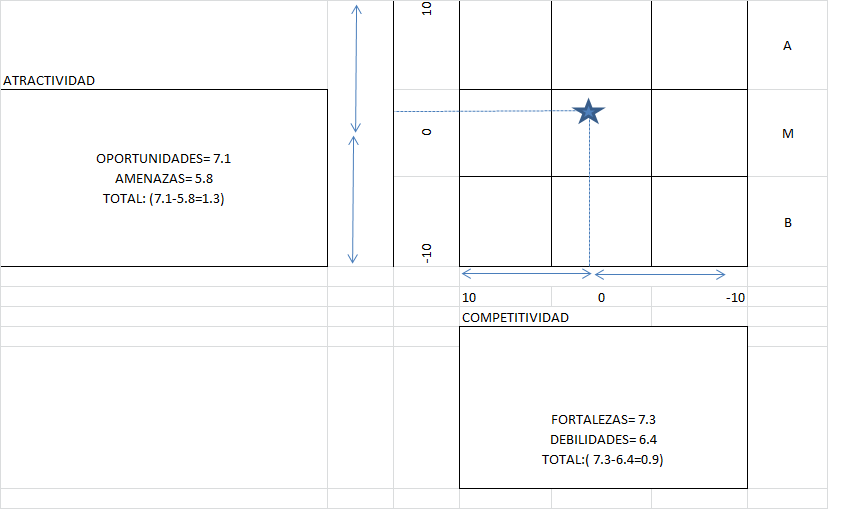 10
A
ATRACTIVIDAD
0
M
OPORTUNIDADES= 7.1
AMENAZAS= 5.8
TOTAL: (7.1-5.8=1.3)
B
-10
10 0 -10
COMPETITIVIDAD
FORTALEZAS= 7.3
DEBILIDADES= 6.4
TOTAL:( 7.3-6.4=0.9)